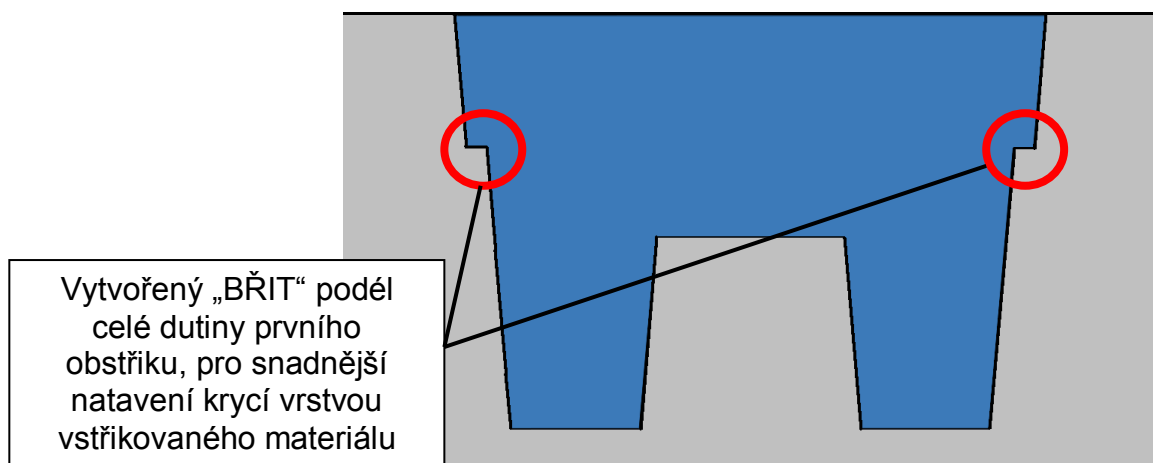 Vytvořený „BŘIT“ podél
celé dutiny prvního
obstřiku, pro snadnější
natavení krycí vrstvou
vstřikovaného materiálu